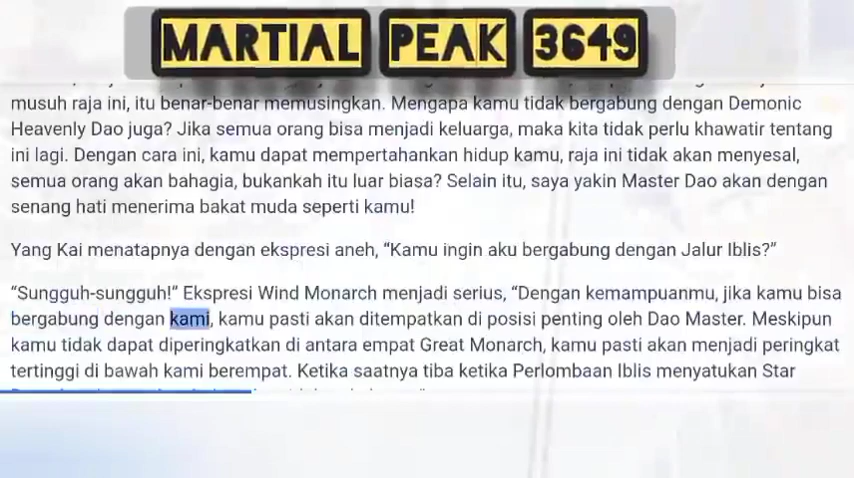 MARTIAL PEAK 3649
musuh raja ini, itu benar-benar memusingkan. Mengapa kamu tidak bergabung dengan Demonic
Heavenly Dao juga? Jika semua orang bisa menjadi keluarga, maka kita tidak perlu khawatir tentang
ini lagi. Dengan cara ini, kamu dapat mempertahankan hidup kamu, raja ini tidak akan menyesal,
semua orang akan bahagia, bukankah itu luar biasa? Selain itu, saya yakin Master Dao akan dengan
senang hati menerima bakat muda seperti kamu!
Yang Kai menatapnya dengan ekspresi aneh, “Kamu ingin aku bergabung dengan Jalur Iblis?”
“Sungguh-sungguh!” Ekspresi Wind Monarch menjadi serius, “Dengan kemampuanmu, jika kamu bisa
bergabung dengan kami, kamu pasti akan ditempatkan di posisi penting oleh Dao Master. Meskipun
kamu tidak dapat diperingkatkan di antara empat Great Monarch, kamu pasti akan menjadi peringkat
tertinggi di bawah kami berempat. Ketika saatnya tiba ketika Perlombaan Iblis menyatukan Star